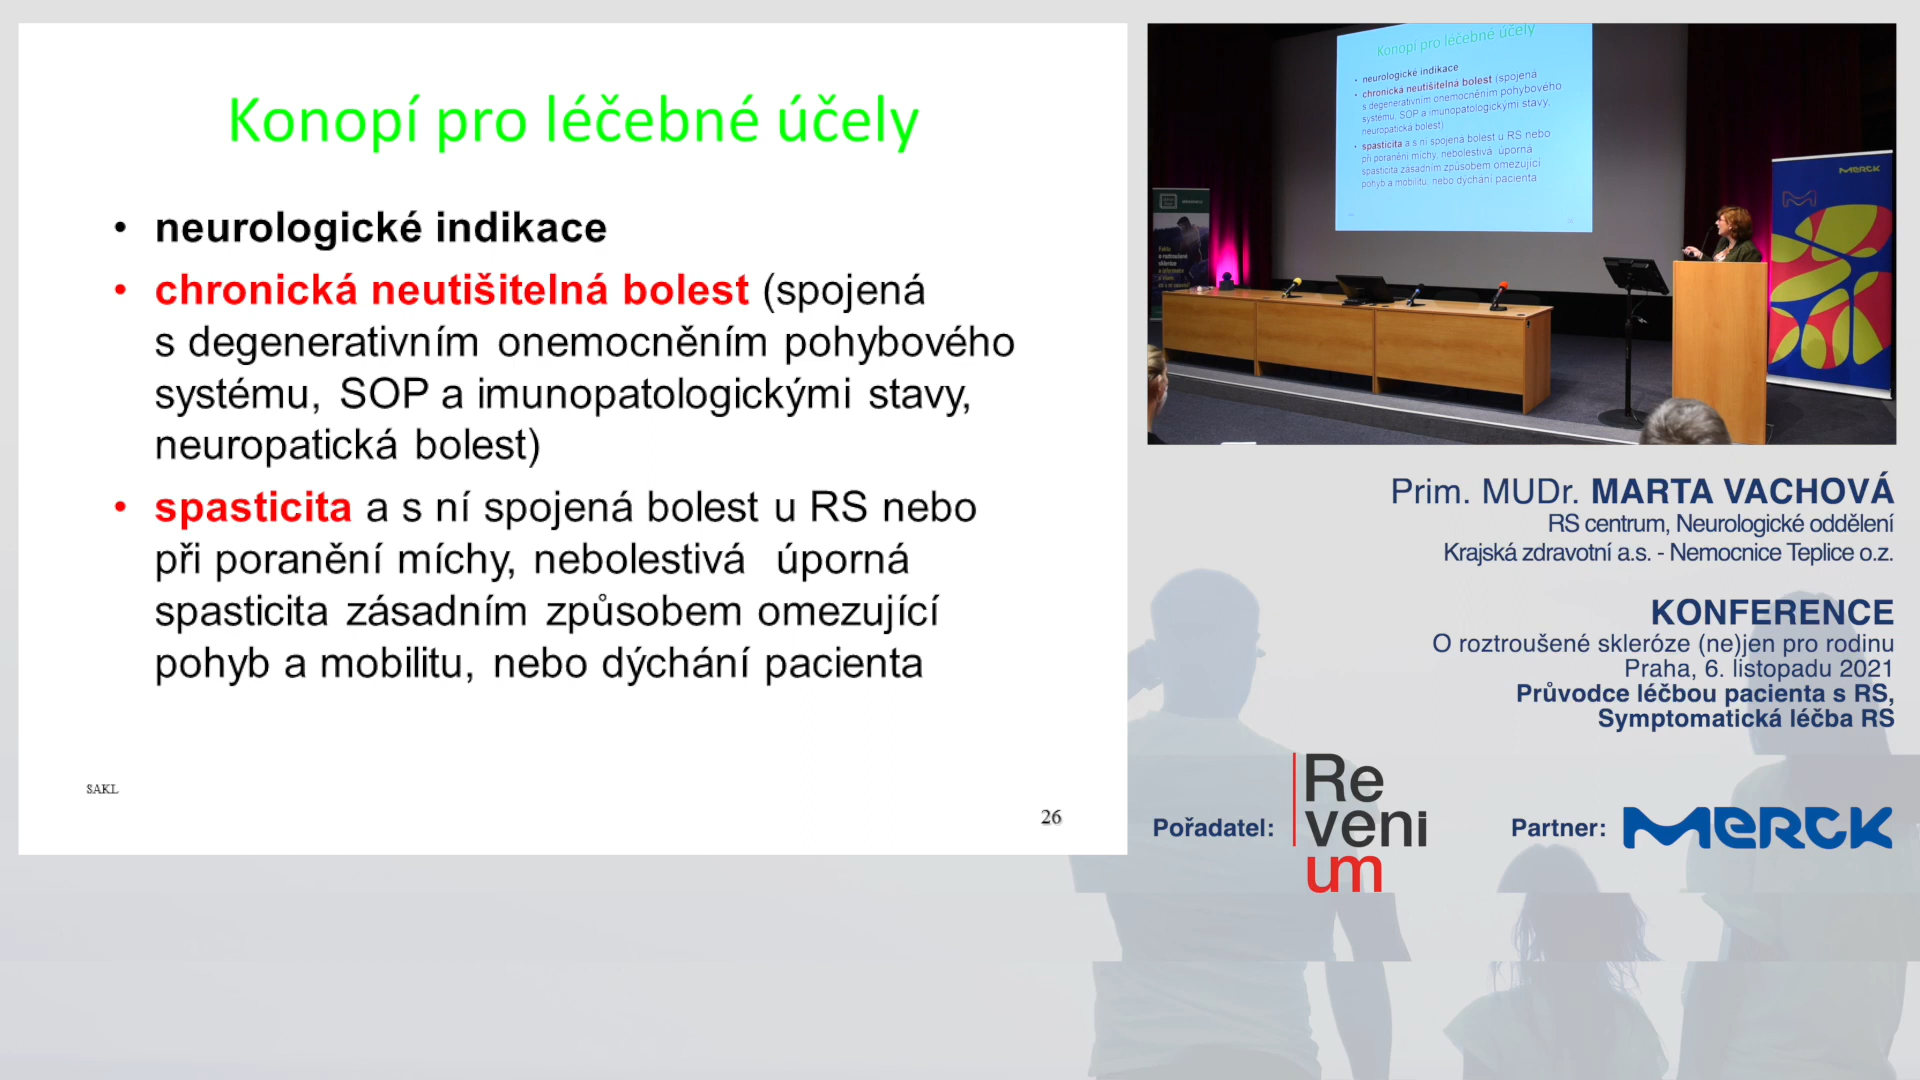 Konopí pro léčebné účely
• neurologické indikace
• chronická neutišitelná bolest (spojená
s degenerativním onemocněním pohybového
systému, SOP a imunopatologickými stavy,
neuropatická bolest)
• spasticita a s ní spojená bolest u RS nebo
při poranění míchy, nebolestivá úporná
spasticita zásadním způsobem omezující
pohyb a mobilitu, nebo dýchání pacienta
SAKL
26
Konopí pro léčebné účely
• neurologické indikace
• chronická neutišitelná bolest (spojená
s degenerativním onemocněním pohybového
systému, SOP a imunopatologickými stavy,
neuropatická bolest)
• spasticita a s ní spojená bolest u RS nebo
při poranění míchy, nebolestivá úporná
spasticita zásadním způsobem omezující
pohyb a mobilitu, nebo dýchání pacienta
MERCK
Prim. MUDr. MARTA VACHOVÁ
RS centrum, Neurologické oddělení
Krajská zdravotní a.s. - Nemocnice Teplice o.z.
KONFERENCE
O roztroušené skleróze (ne)jen pro rodinu
Praha, 6. listopadu 2021
Průvodce léčbou pacienta s RS,
Symptomatická léčba RS
Pořadatel:
Re
veni
um
Partner:
MERCK